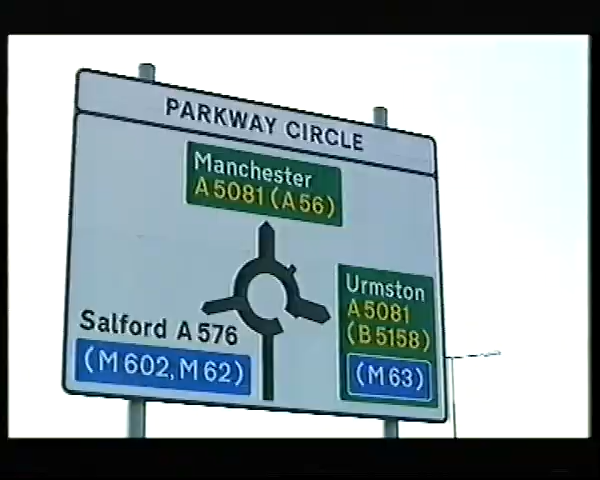 PARKWAY CIRCLE
Manchester
A5081 (A56)
Urmston
A5081
(B5158)
(M63)
Salford A576
(M602, M62)